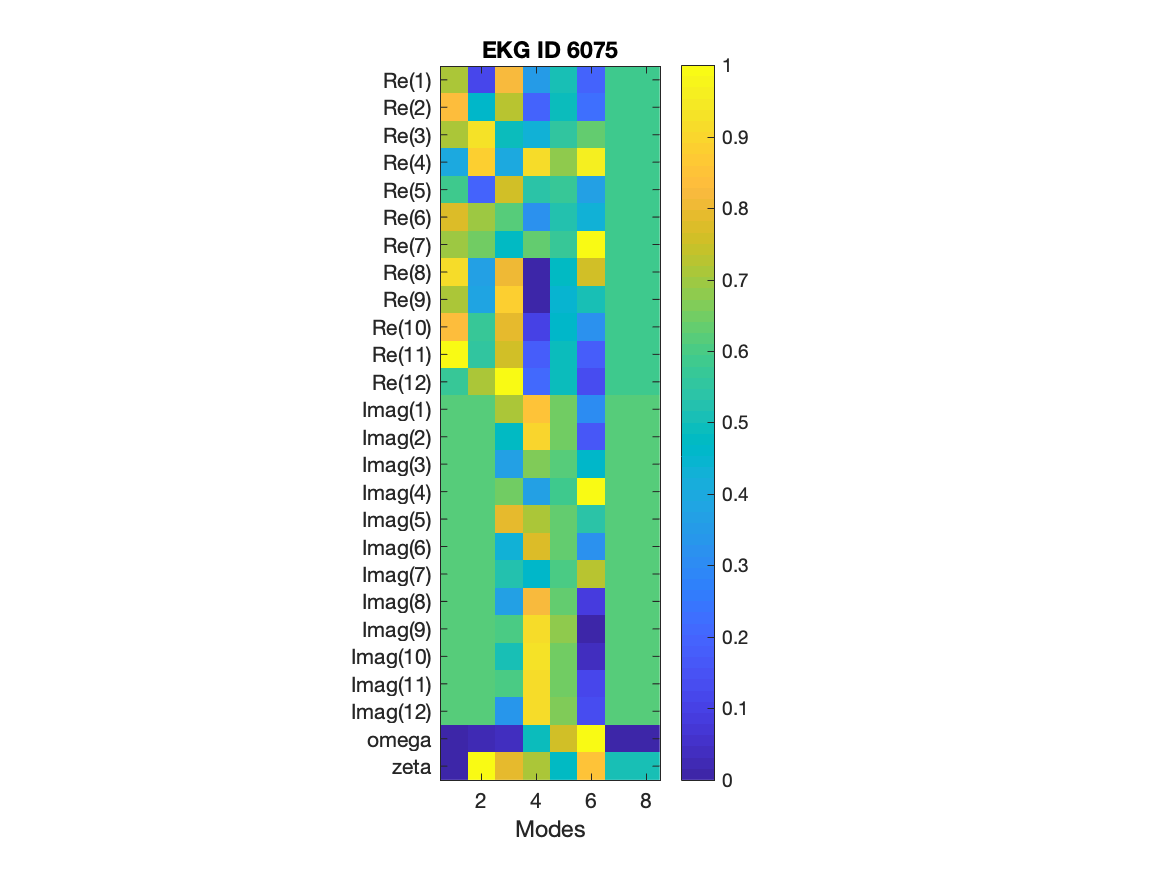 EKG ID 6075
Re(1)
Re(2)
Re(3)
Re(4)
Re(5)
Re(6)
Re(7)
Re(8)
Re(9)
Re(10)
Re(11)
Re(12)
Imag(1)
Imag(2)
Imag(3)
Imag(4)
Imag(5)
Imag(6)
Imag(7)
Imag(8)
Imag(9)
Imag(10)
Imag(11)
Imag(12)
omega
zeta
2 4 6 8
Modes
1
0.9
0.8
0.7
0.6
0.5
0.4
0.3
0.2
0.1
0